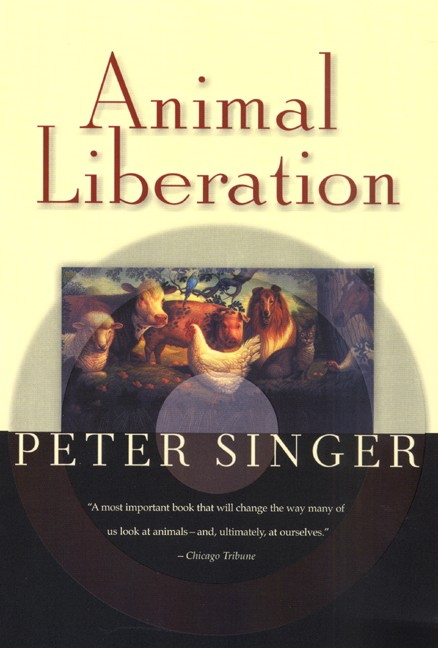 Animal
Liberation
PETER SINGER
“A most important book that will change the way many of
us look at animals—and, ultimately, at ourselves.”
—Chicago Tribune